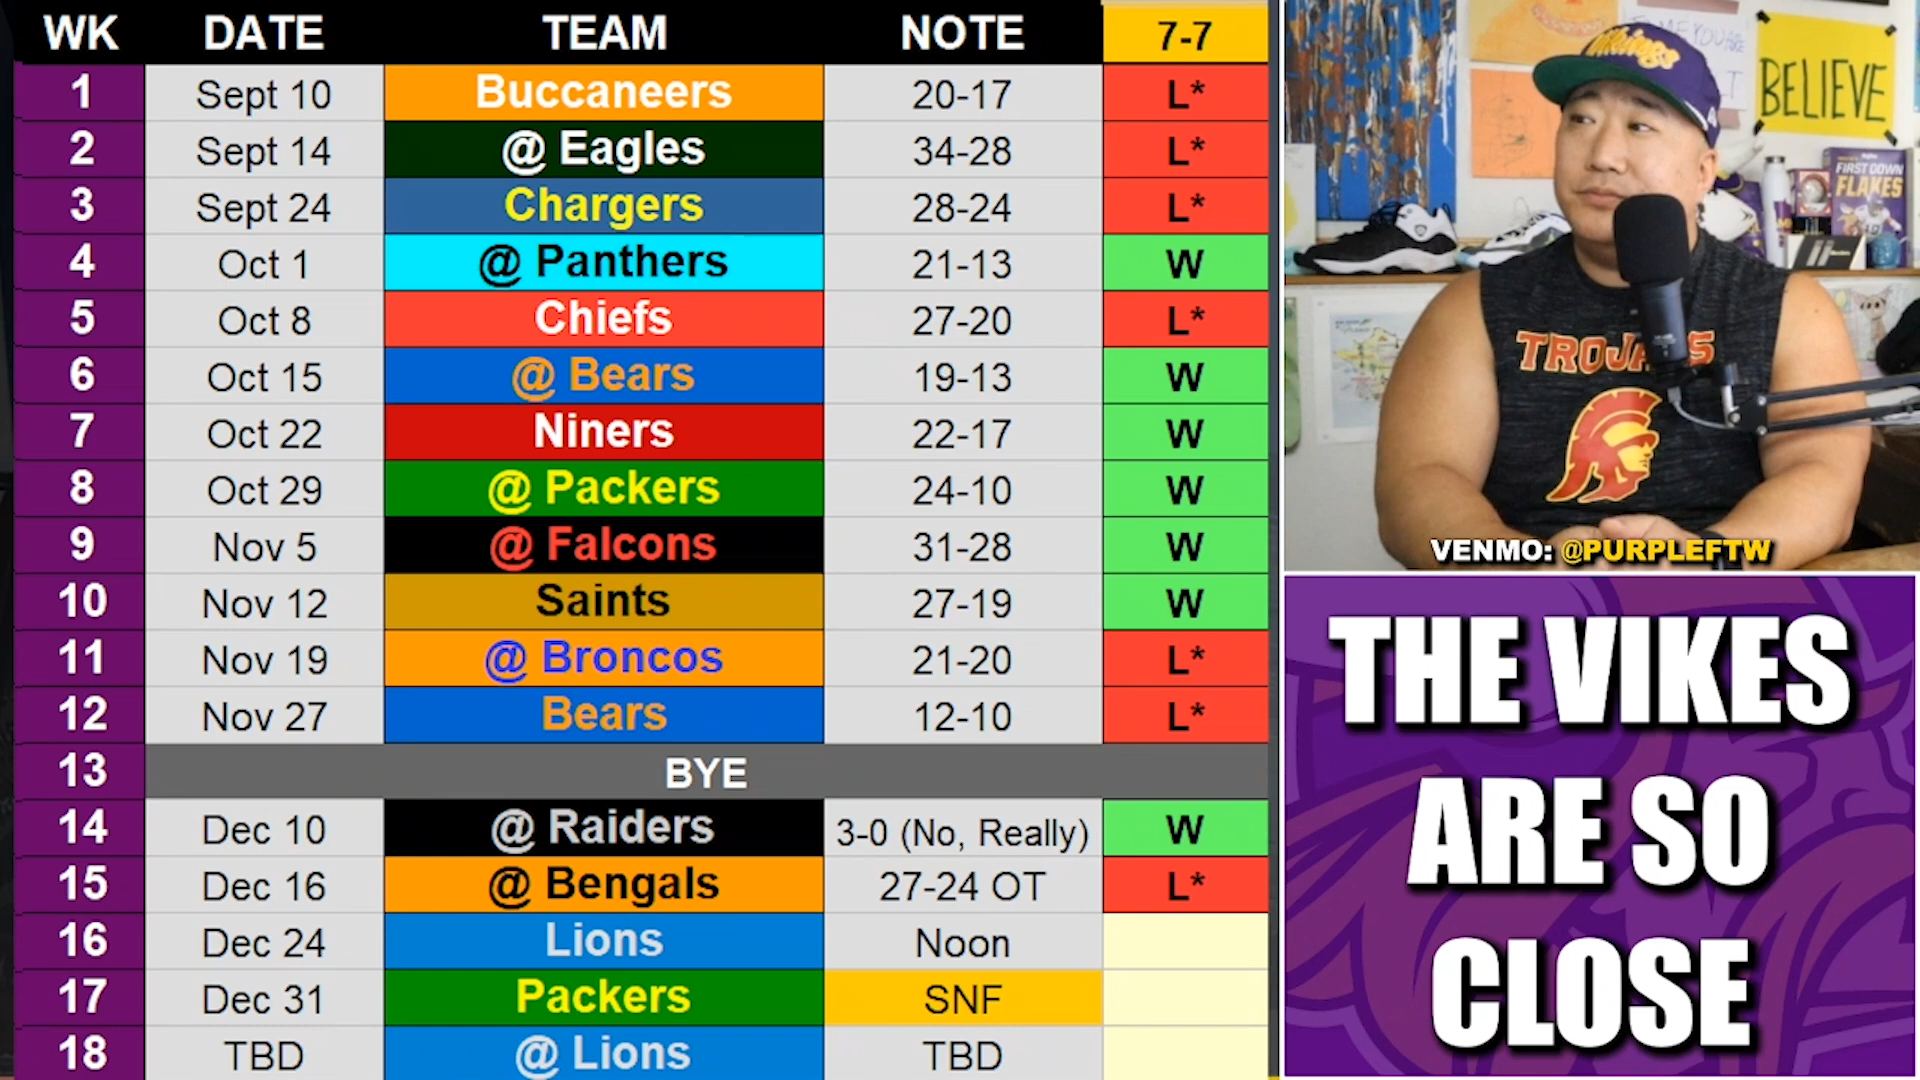 WK DATE TEAM NOTE 7-7
1 Sept 10 Buccaneers 20-17 L*
2 Sept 14 @ Eagles 34-28 L*
3 Sept 24 Chargers 28-24 L*
4 Oct 1 @ Panthers 21-13 W
5 Oct 8 Chiefs 27-20 L*
6 Oct 15 @ Bears 19-13 W
7 Oct 22 Niners 22-17 W
8 Oct 29 @ Packers 24-10 W
9 Nov 5 @ Falcons 31-28 W
10 Nov 12 Saints 27-19 W
11 Nov 19 @ Broncos 21-20 L*
12 Nov 27 Bears 12-10 L*
13 BYE
14 Dec 10 @ Raiders 3-0 (No, Really) W
15 Dec 16 @ Bengals 27-24 OT L*
16 Dec 24 Lions Noon
17 Dec 31 Packers SNF
18 TBD @ Lions TBD
Vikings
BELIEVE
FIRST DOWN
FLAKES
TROJANS
VENMO: @PURPLEFTW
THE VIKES
ARE SO
CLOSE